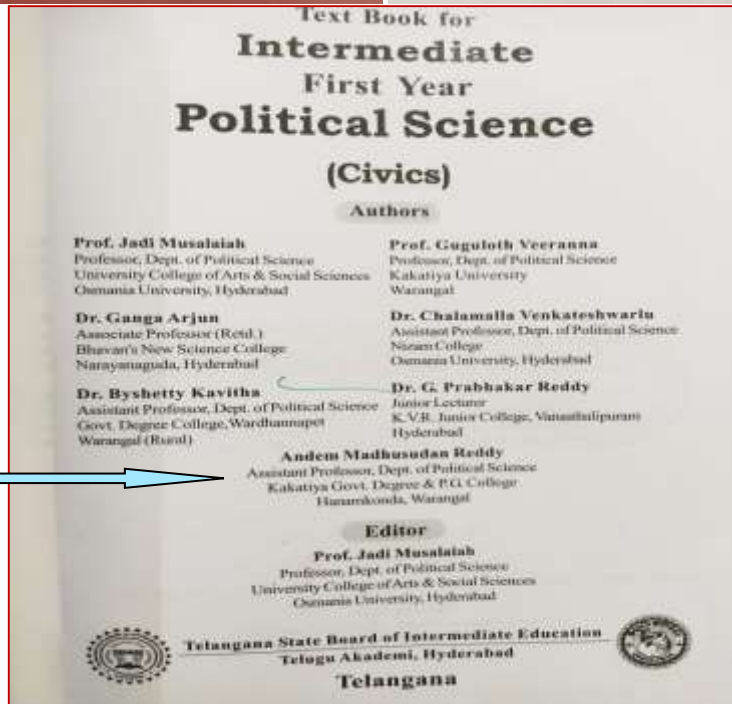 Text Book for
Intermediate
First Year
Political Science
(Civics)
Authors
Prof. Jadi Musalaiah
Professor, Dept. of Political Science
University College of Arts & Social Sciences
Osmania University, Hyderabad
Prof. Guguloth Veeranna
Professor, Dept. of Political Science
Kakatiya University
Warangal
Dr. Ganga Arjun
Associate Professor (Retd.)
Bhavan's New Science College
Narayanaguda, Hyderabad
Dr. Chalamalla Venkateshwarlu
Assistant Professor, Dept. of Political Science
Nizam College
Osmania University, Hyderabad
Dr. Byshetty Kavitha
Assistant Professor, Dept. of Political Science
Govt. Degree College, Wardhannapet
Warangal (Rural)
Dr. G. Prabhakar Reddy
Junior Lecturer
K.V.R. Junior College, Vanasthalipuram
Hyderabad
Andem Madhusudan Reddy
Assistant Professor, Dept. of Political Science
Kakatiya Govt. Degree & P.G. College
Hanamkonda, Warangal
Editor
Prof. Jadi Musalaiah
Professor, Dept. of Political Science
University College of Arts & Social Sciences
Osmania University, Hyderabad
Telangana State Board of Intermediate Education
Telugu Akademi, Hyderabad
Telangana